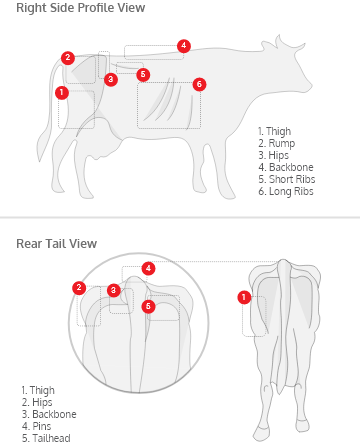 Right Side Profile View
4
2
3
5
6
1
1. Thigh
2. Rump
3. Hips
4. Backbone
5. Short Ribs
6. Long Ribs
Rear Tail View
4
2
3
1
5
1. Thigh
2. Hips
3. Backbone
4. Pins
5. Tailhead